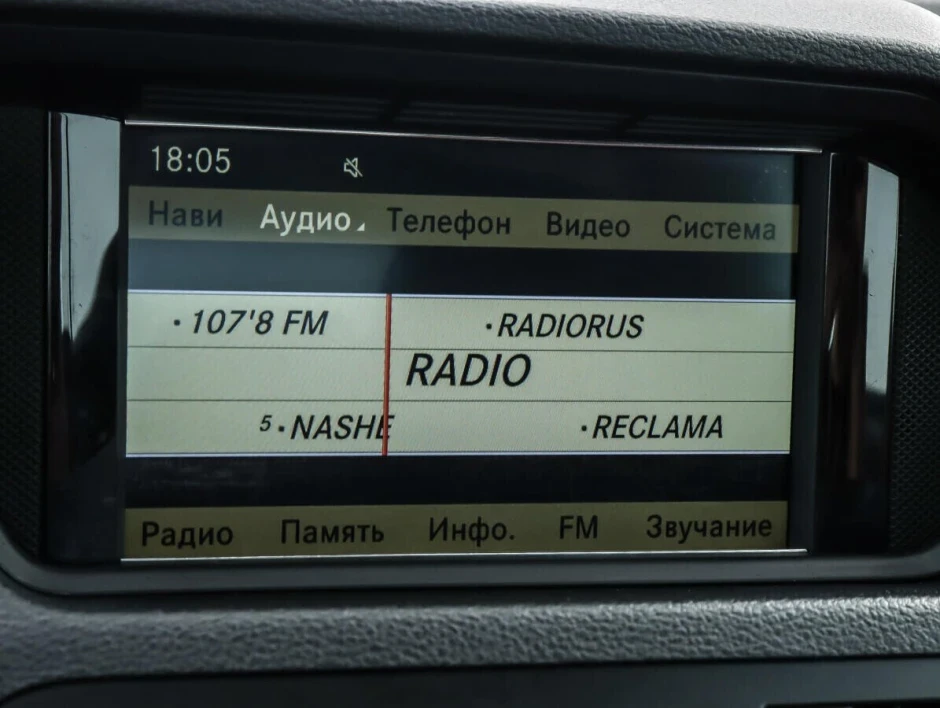 18:05
Нави Аудио Телефон Видео Система
· 107'8 FM · RADIORUS
RADIO
5 · NASHE · RECLAMA
Радио Память Инфо. FM Звучание